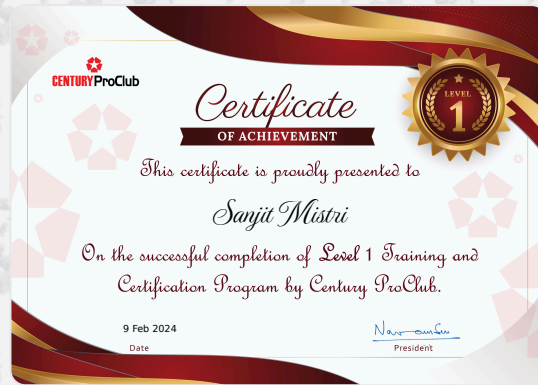 CENTURY ProClub
Certificate
OF ACHIEVEMENT
LEVEL
1
This certificate is proudly presented to
Sanjit Mistri
On the successful completion of Level 1 Training and
Certification Program by Century ProClub.
9 Feb 2024
Date
President